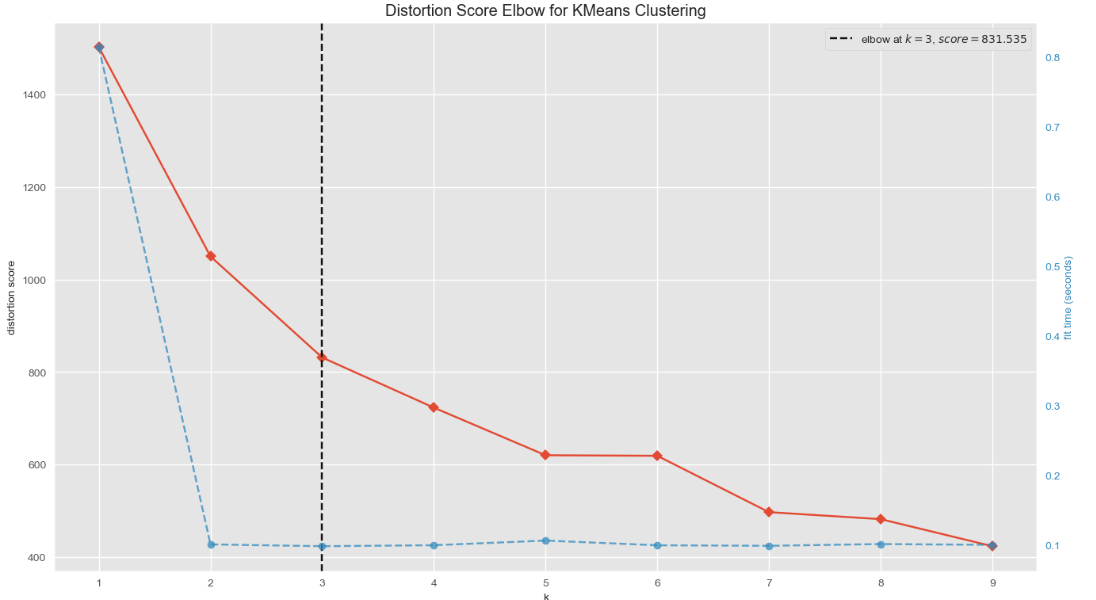 Distortion Score Elbow for KMeans Clustering
elbow at k = 3, score = 831.535
1400
1200
1000
800
600
400
distortion score
0.8
0.7
0.6
0.5
0.4
0.3
0.2
0.1
fit time (seconds)
1 2 3 4 5 6 7 8 9
k